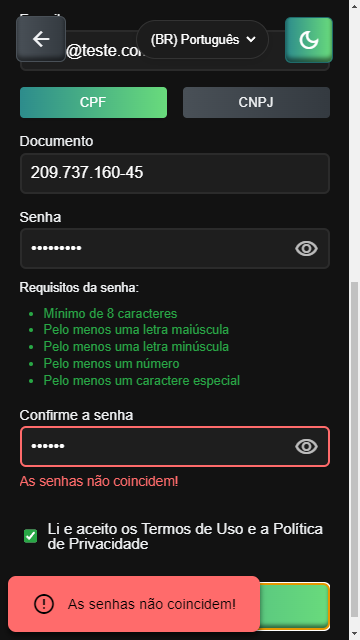 (BR) Português
@teste.co
CPF
CNPJ
Documento
209.737.160-45
Senha
•••••••••
Requisitos da senha:
• Mínimo de 8 caracteres
• Pelo menos uma letra maiúscula
• Pelo menos uma letra minúscula
• Pelo menos um número
• Pelo menos um caractere especial
Confirme a senha
••••••
As senhas não coincidem!
Li e aceito os Termos de Uso e a Política
de Privacidade
As senhas não coincidem!